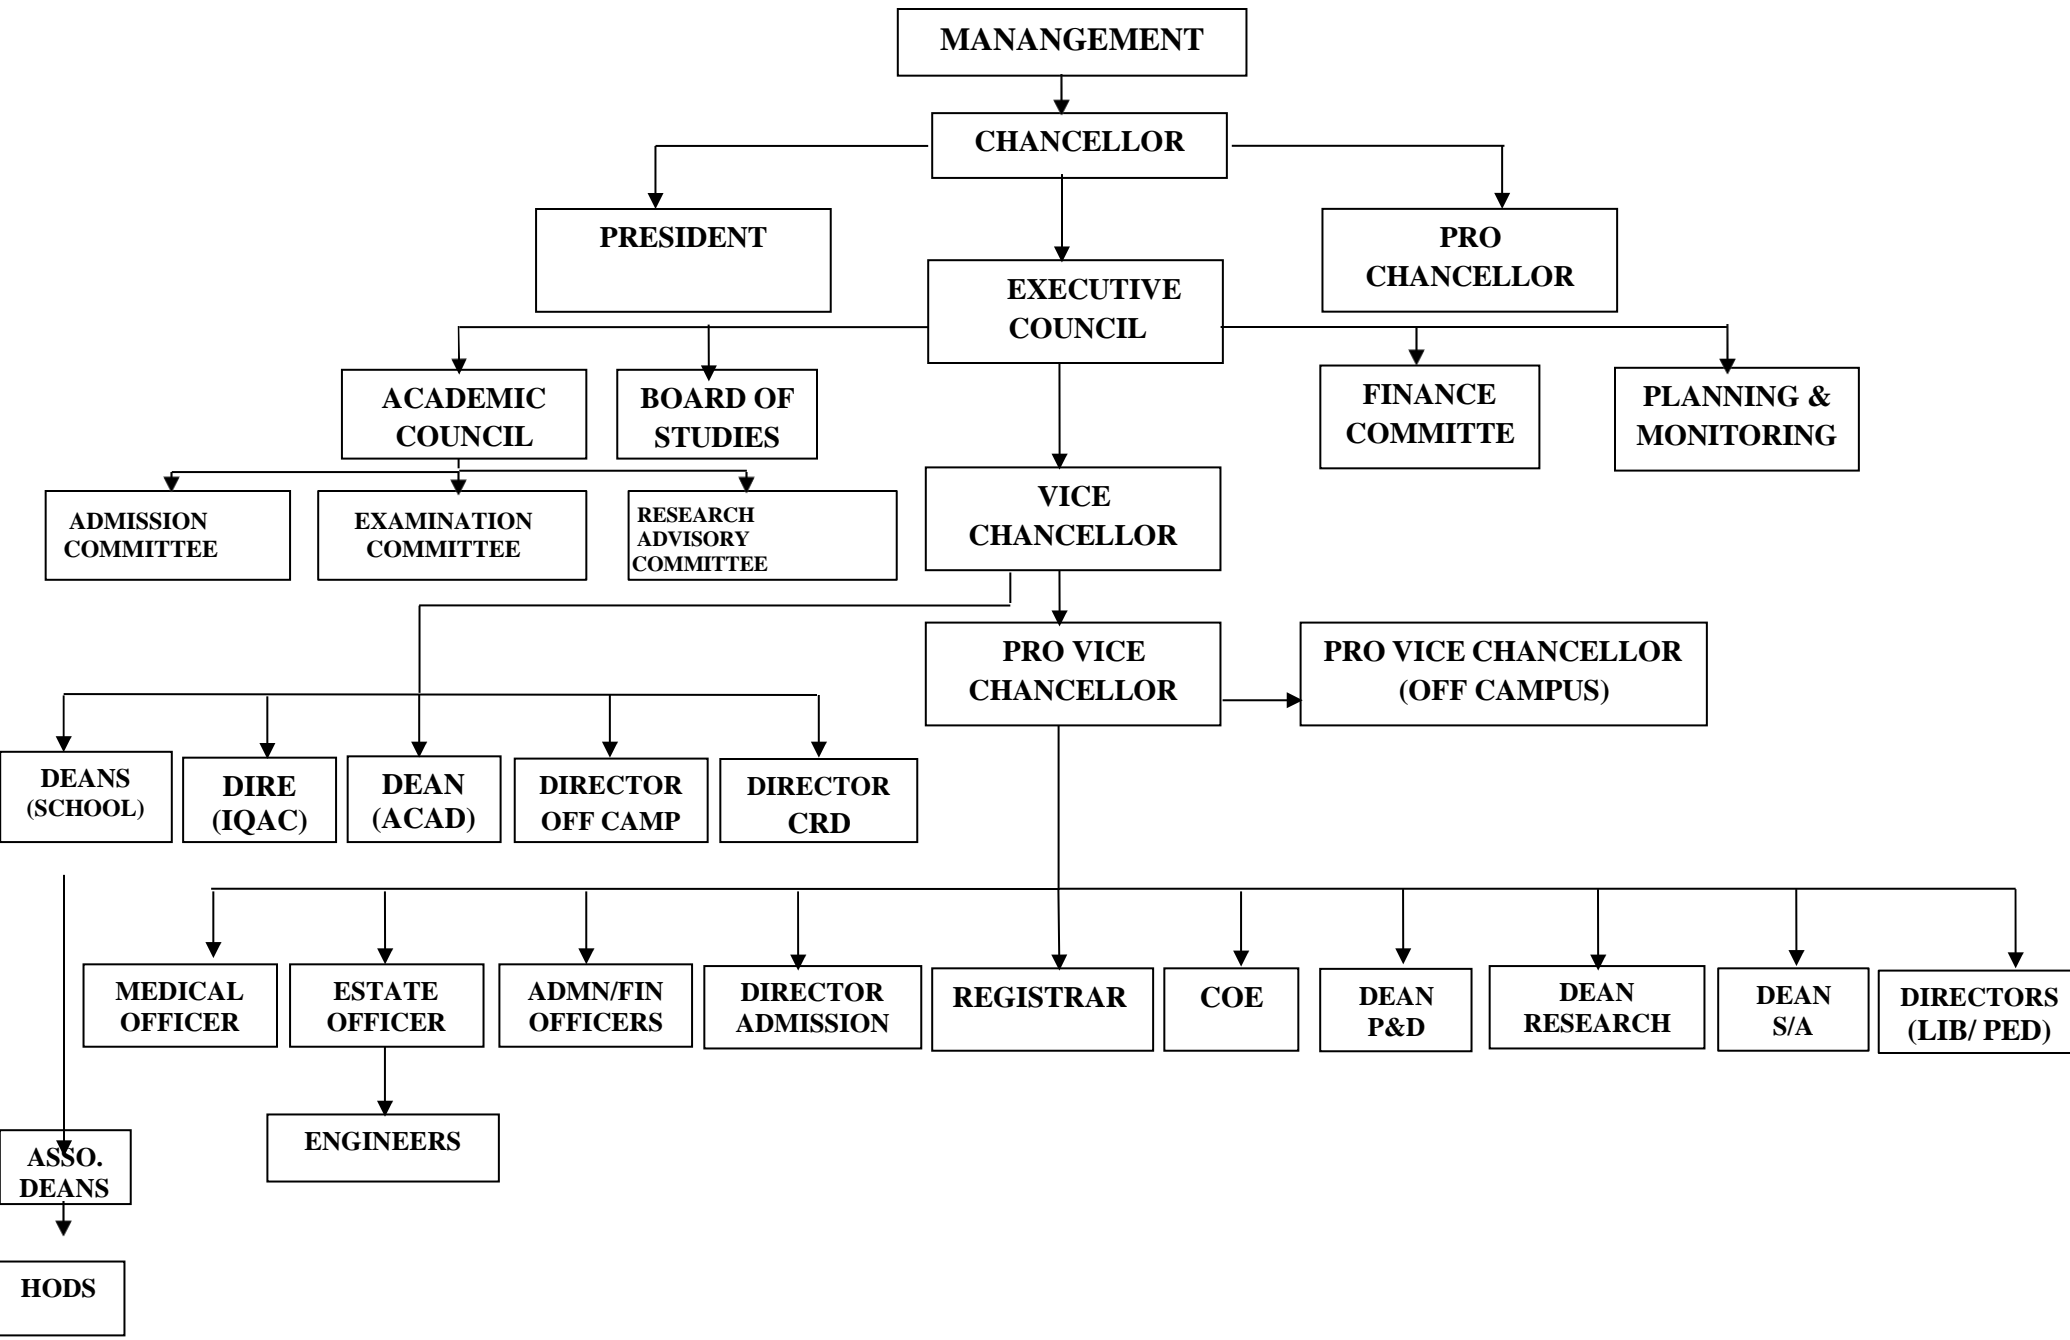 MANANGEMENT
CHANCELLOR
PRESIDENT
PRO
CHANCELLOR
EXECUTIVE
COUNCIL
ACADEMIC
COUNCIL
BOARD OF
STUDIES
FINANCE
COMMITTE
PLANNING &
MONITORING
ADMISSION
COMMITTEE
EXAMINATION
COMMITTEE
RESEARCH
ADVISORY
COMMITTEE
VICE
CHANCELLOR
PRO VICE
CHANCELLOR
PRO VICE CHANCELLOR
(OFF CAMPUS)
DEANS
(SCHOOL)
DIRE
(IQAC)
DEAN
(ACAD)
DIRECTOR
OFF CAMP
DIRECTOR
CRD
MEDICAL
OFFICER
ESTATE
OFFICER
ADMN/FIN
OFFICERS
DIRECTOR
ADMISSION
REGISTRAR
COE
DEAN
P&D
DEAN
RESEARCH
DEAN
S/A
DIRECTORS
(LIB/ PED)
ENGINEERS
ASSO.
DEANS
HODS